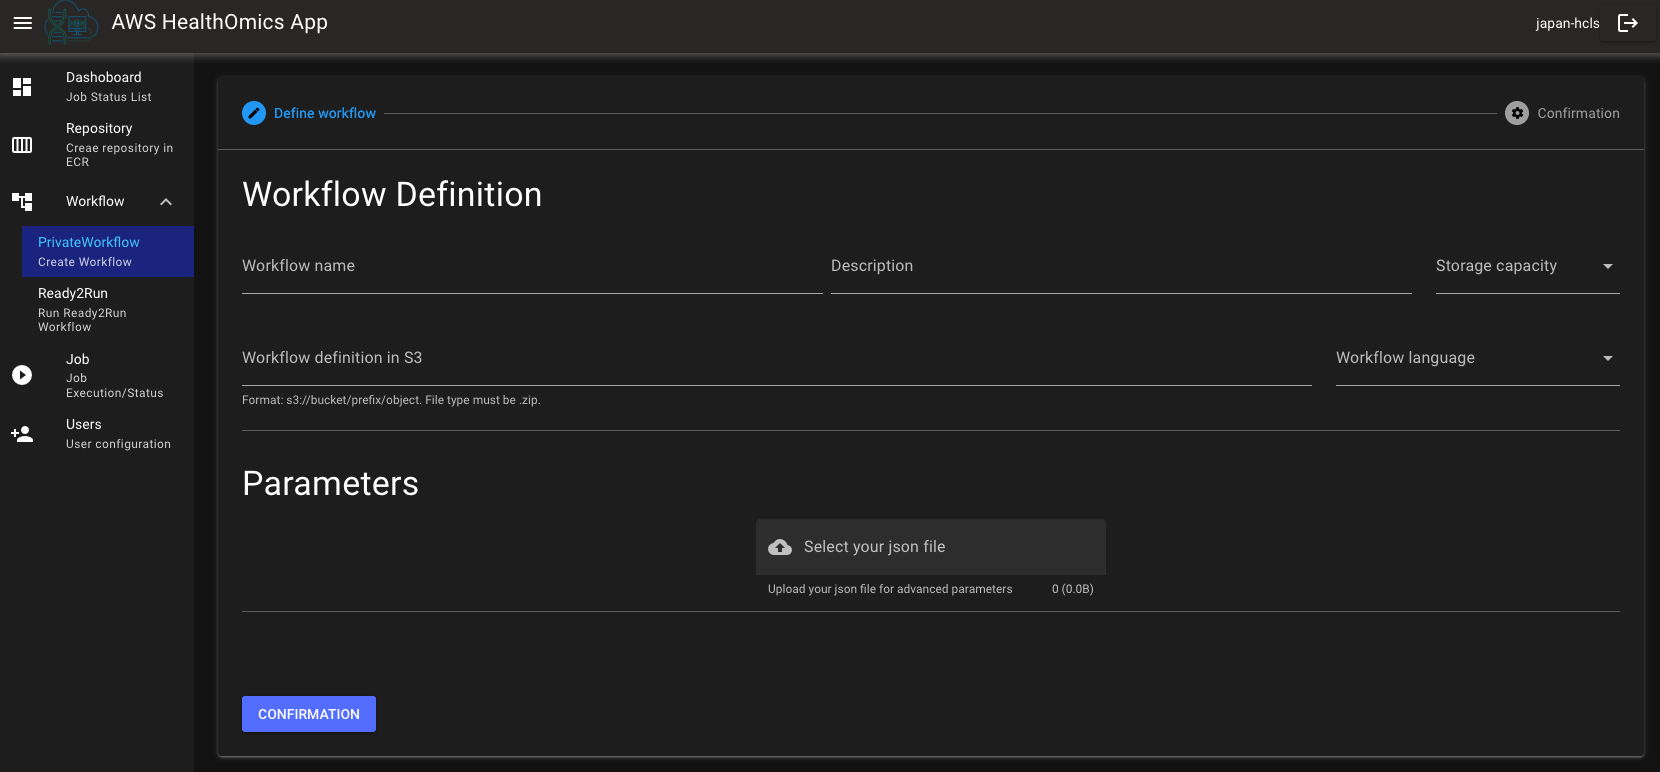 AWS HealthOmics App
japan-hcls
Dashoboard
Job Status List
Repository
Creae repository in
ECR
Workflow
PrivateWorkflow
Create Workflow
Ready2Run
Run Ready2Run
Workflow
Job
Job
Execution/Status
Users
User configuration
Define workflow
Confirmation
Workflow Definition
Workflow name
Description
Storage capacity
Workflow definition in S3
Workflow language
Format: s3://bucket/prefix/object. File type must be .zip.
Parameters
Select your json file
Upload your json file for advanced parameters
0 (0.0B)
CONFIRMATION